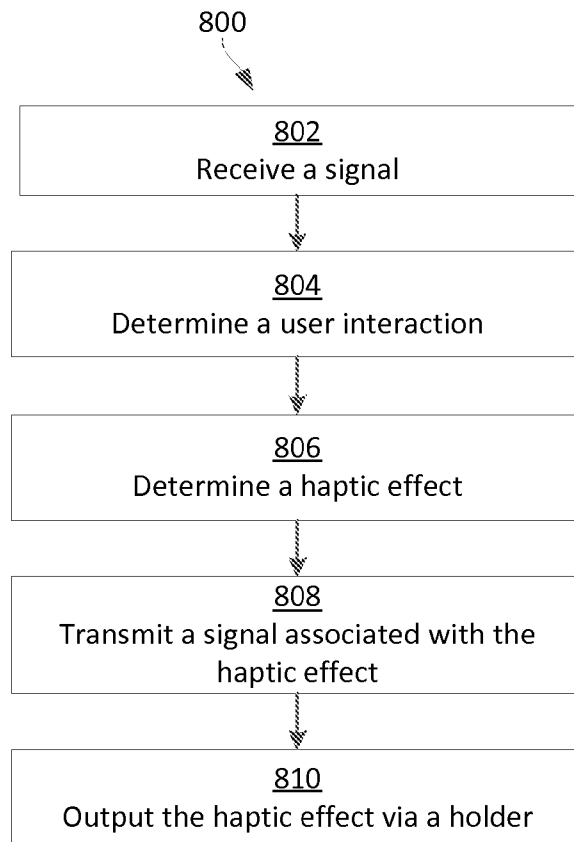 800
802
Receive a signal
804
Determine a user interaction
806
Determine a haptic effect
808
Transmit a signal associated with the
haptic effect
810
Output the haptic effect via a holder